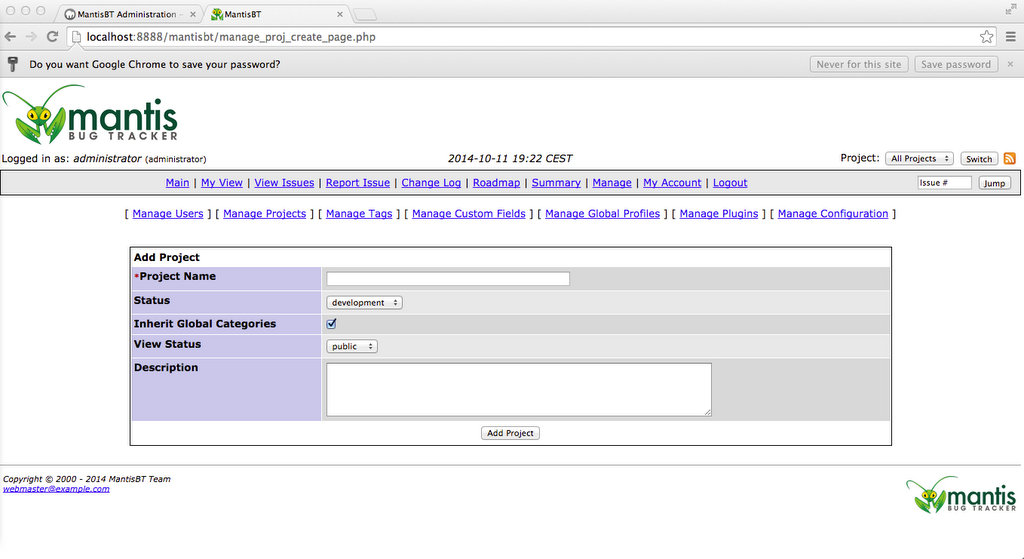 MantisBT Administration -
MantisBT
localhost:8888/mantisbt/manage_proj_create_page.php
Do you want Google Chrome to save your password? Never for this site Save password
mantis
BUG TRACKER
Logged in as: administrator (administrator) 2014-10-11 19:22 CEST Project: All Projects Switch
Main | My View | View Issues | Report Issue | Change Log | Roadmap | Summary | Manage | My Account | Logout Issue # Jump
[ Manage Users ] [ Manage Projects ] [ Manage Tags ] [ Manage Custom Fields ] [ Manage Global Profiles ] [ Manage Plugins ] [ Manage Configuration ]
Add Project
*Project Name
Status development
Inherit Global Categories
View Status public
Description
Add Project
Copyright © 2000 - 2014 MantisBT Team
webmaster@example.com
mantis
BUG TRACKER